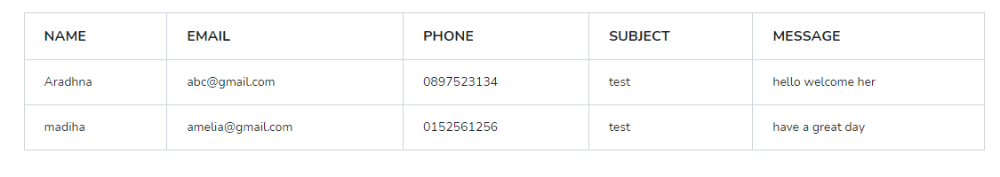 NAME EMAIL PHONE SUBJECT MESSAGE
Aradhna abc@gmail.com 0897523134 test hello welcome her
madiha amelia@gmail.com 0152561256 test have a great day